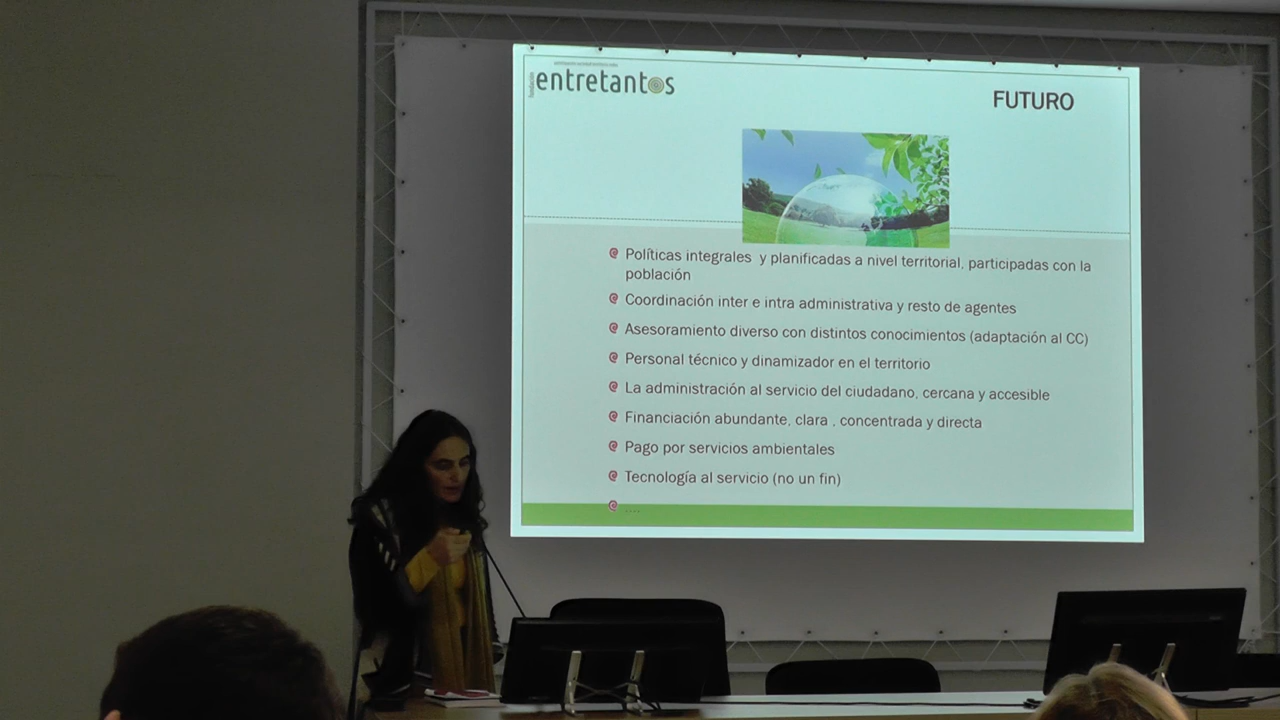 fundación
entretantos
FUTURO
Políticas integrales y planificadas a nivel territorial, participadas con la
población
Coordinación inter e intra administrativa y resto de agentes
Asesoramiento diverso con distintos conocimientos (adaptación al CC)
Personal técnico y dinamizador en el territorio
La administración al servicio del ciudadano, cercana y accesible
Financiación abundante, clara , concentrada y directa
Pago por servicios ambientales
Tecnología al servicio (no un fin)
....